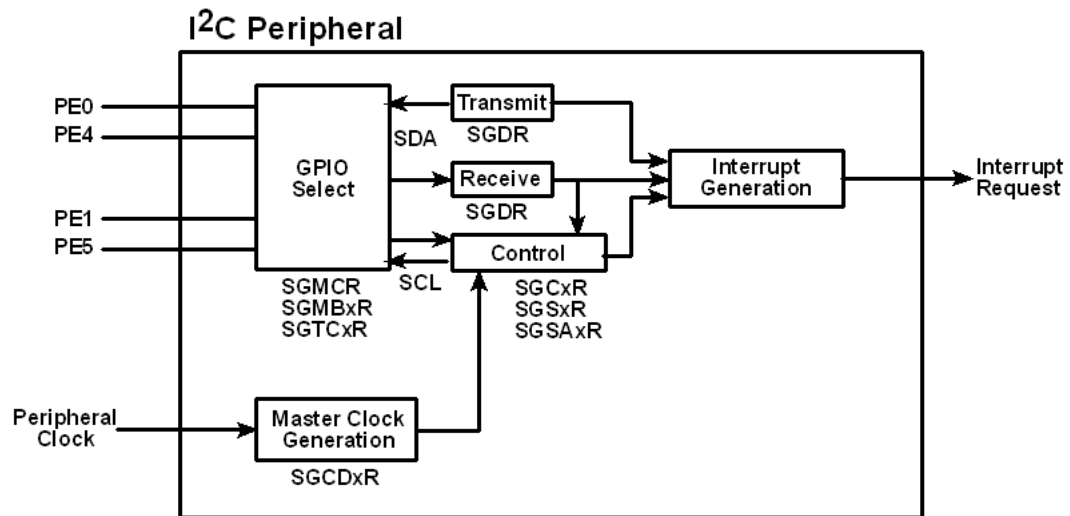 I2C Peripheral
PE0
PE4
PE1
PE5
GPIO
Select
SGMCR
SGMBxR
SGTCxR
SDA
SCL
Transmit
SGDR
Receive
SGDR
Control
SGCxR
SGSxR
SGSAxR
Interrupt
Generation
Interrupt
Request
Peripheral
Clock
Master Clock
Generation
SGCDxR